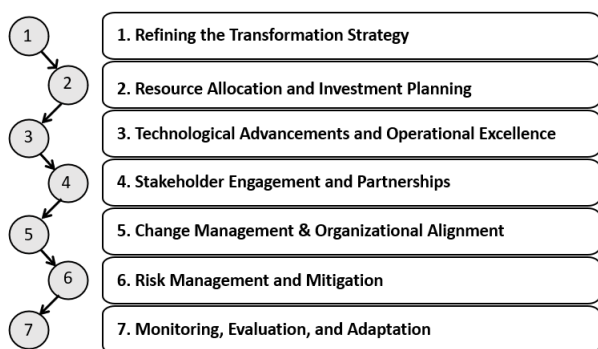 1
1. Refining the Transformation Strategy
2
2. Resource Allocation and Investment Planning
3
3. Technological Advancements and Operational Excellence
4
4. Stakeholder Engagement and Partnerships
5
5. Change Management & Organizational Alignment
6
6. Risk Management and Mitigation
7
7. Monitoring, Evaluation, and Adaptation